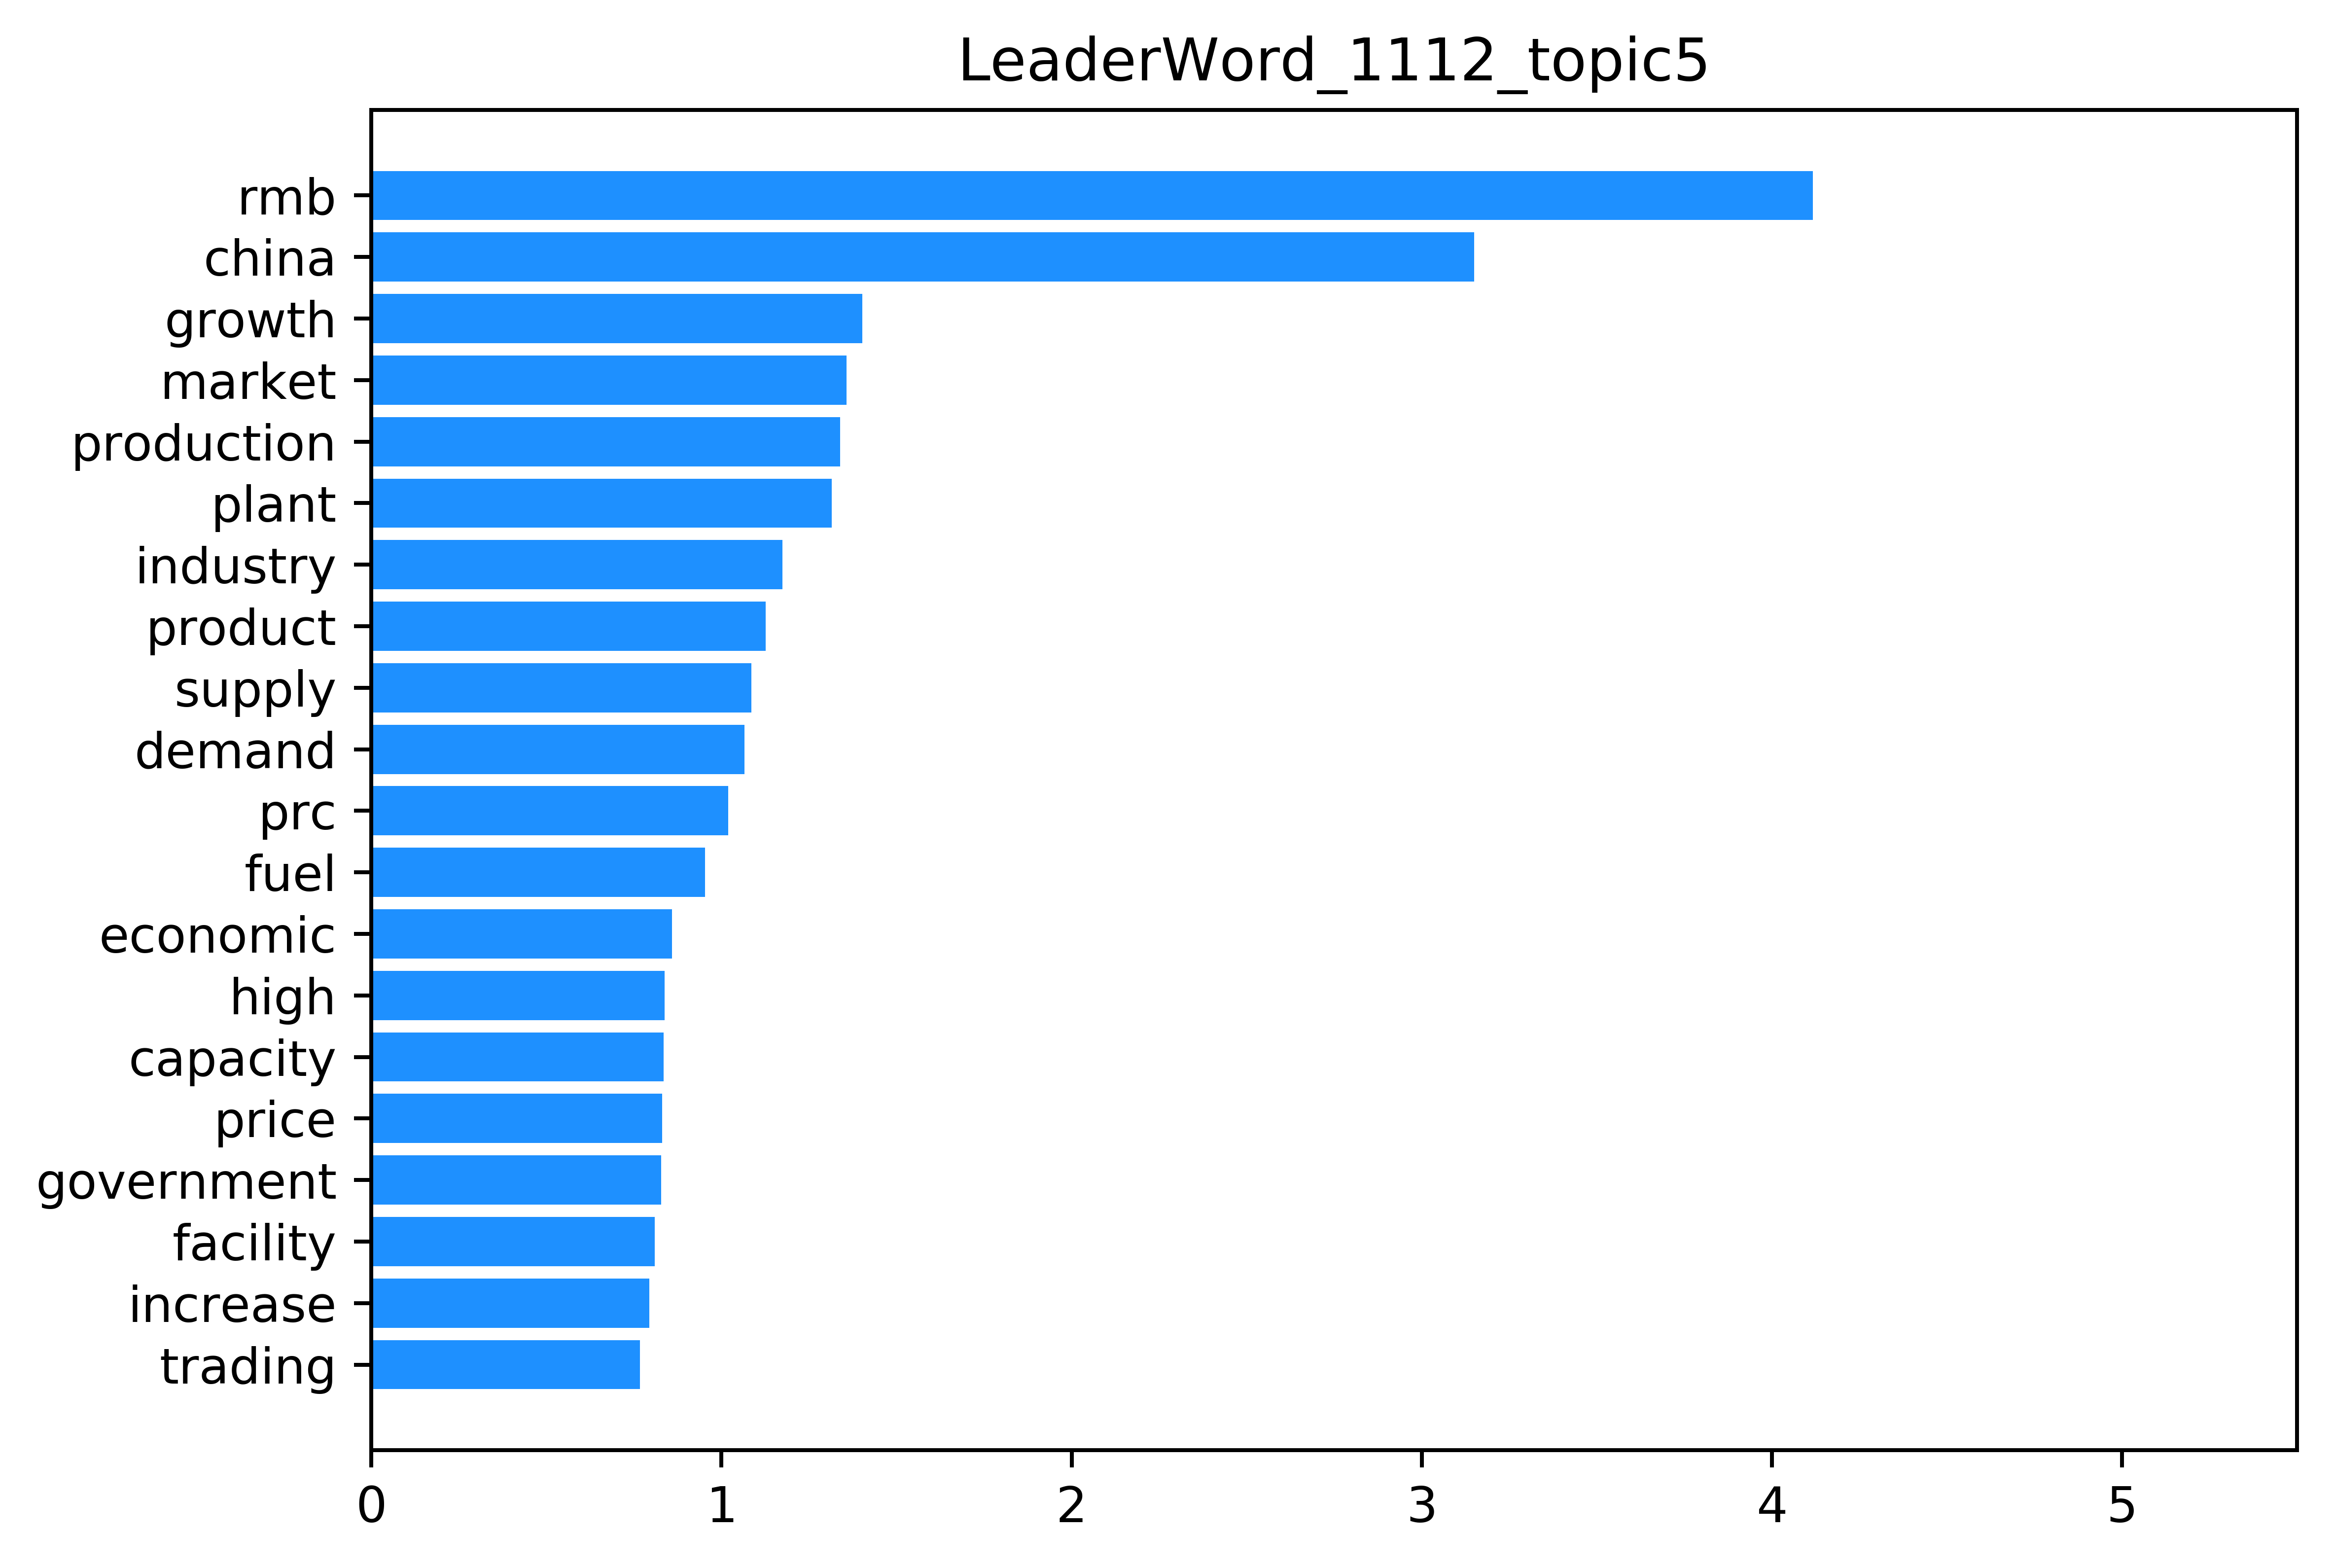 LeaderWord_1112_topic5
rmb
china
growth
market
production
plant
industry
product
supply
demand
prc
fuel
economic
high
capacity
price
government
facility
increase
trading
0 1 2 3 4 5